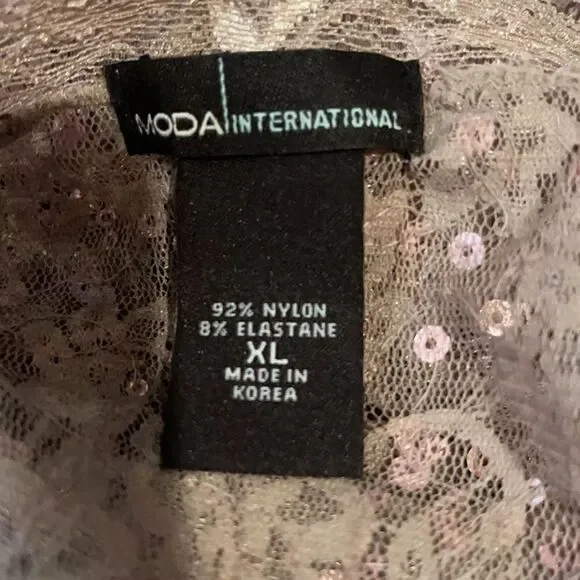 MODA INTERNATIONAL
92% NYLON
8% ELASTANE
XL
MADE IN
KOREA